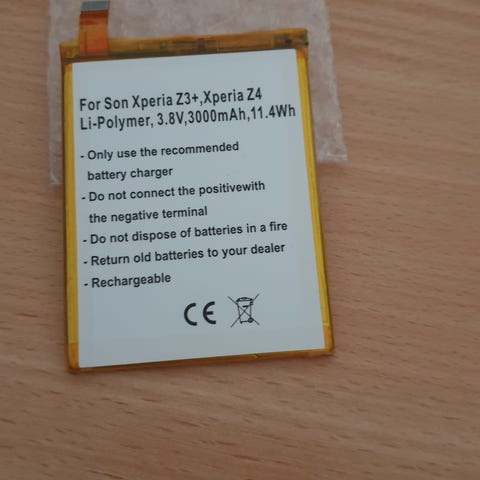 For Son Xperia Z3+,Xperia Z4
Li-Polymer, 3.8V,3000mAh,11.4Wh
- Only use the recommended
battery charger
- Do not connect the positivewith
the negative terminal
- Do not dispose of batteries in a fire
- Return old batteries to your dealer
- Rechargeable
CE